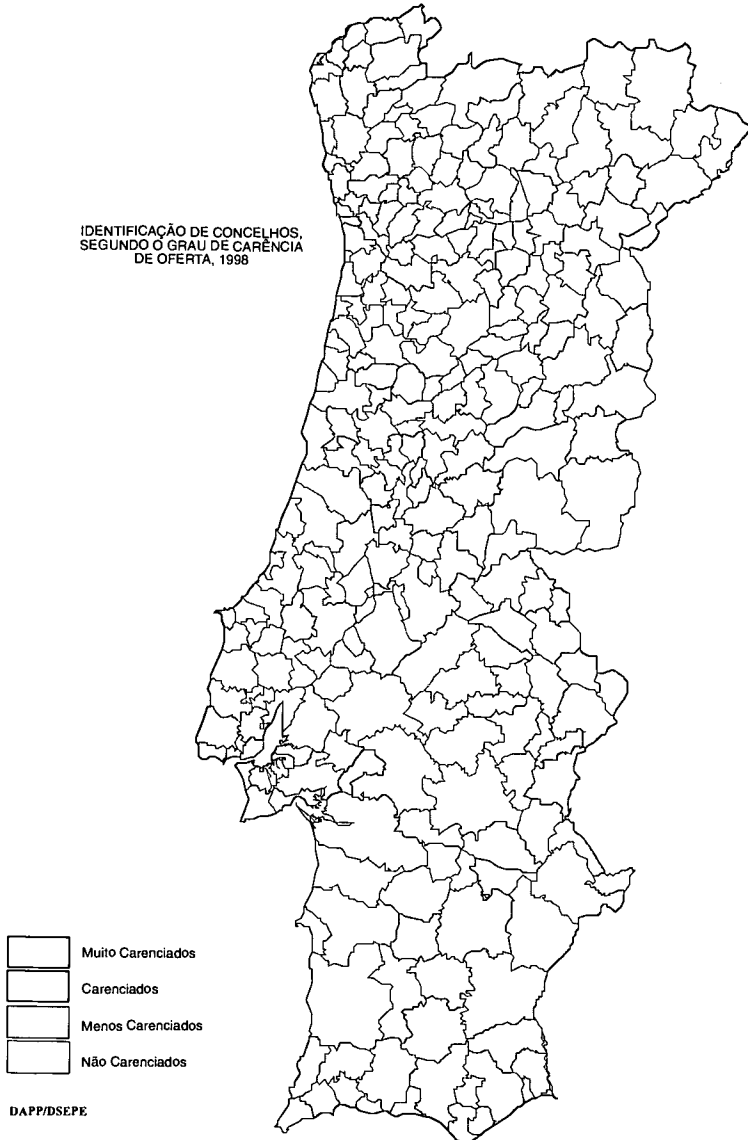 IDENTIFICAÇÃO DE CONCELHOS,
SEGUNDO O GRAU DE CARÊNCIA
DE OFERTA, 1998
Muito Carenciados
Carenciados
Menos Carenciados
Não Carenciados
DAPP/DSEPE